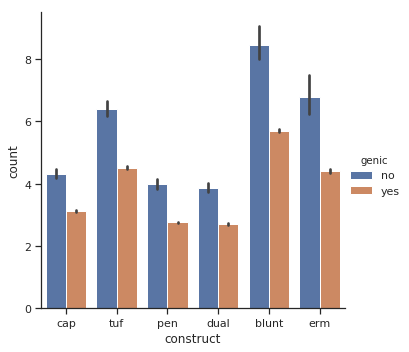 count
8
6
4
2
0
cap tuf pen dual blunt erm
construct
genic
no
yes